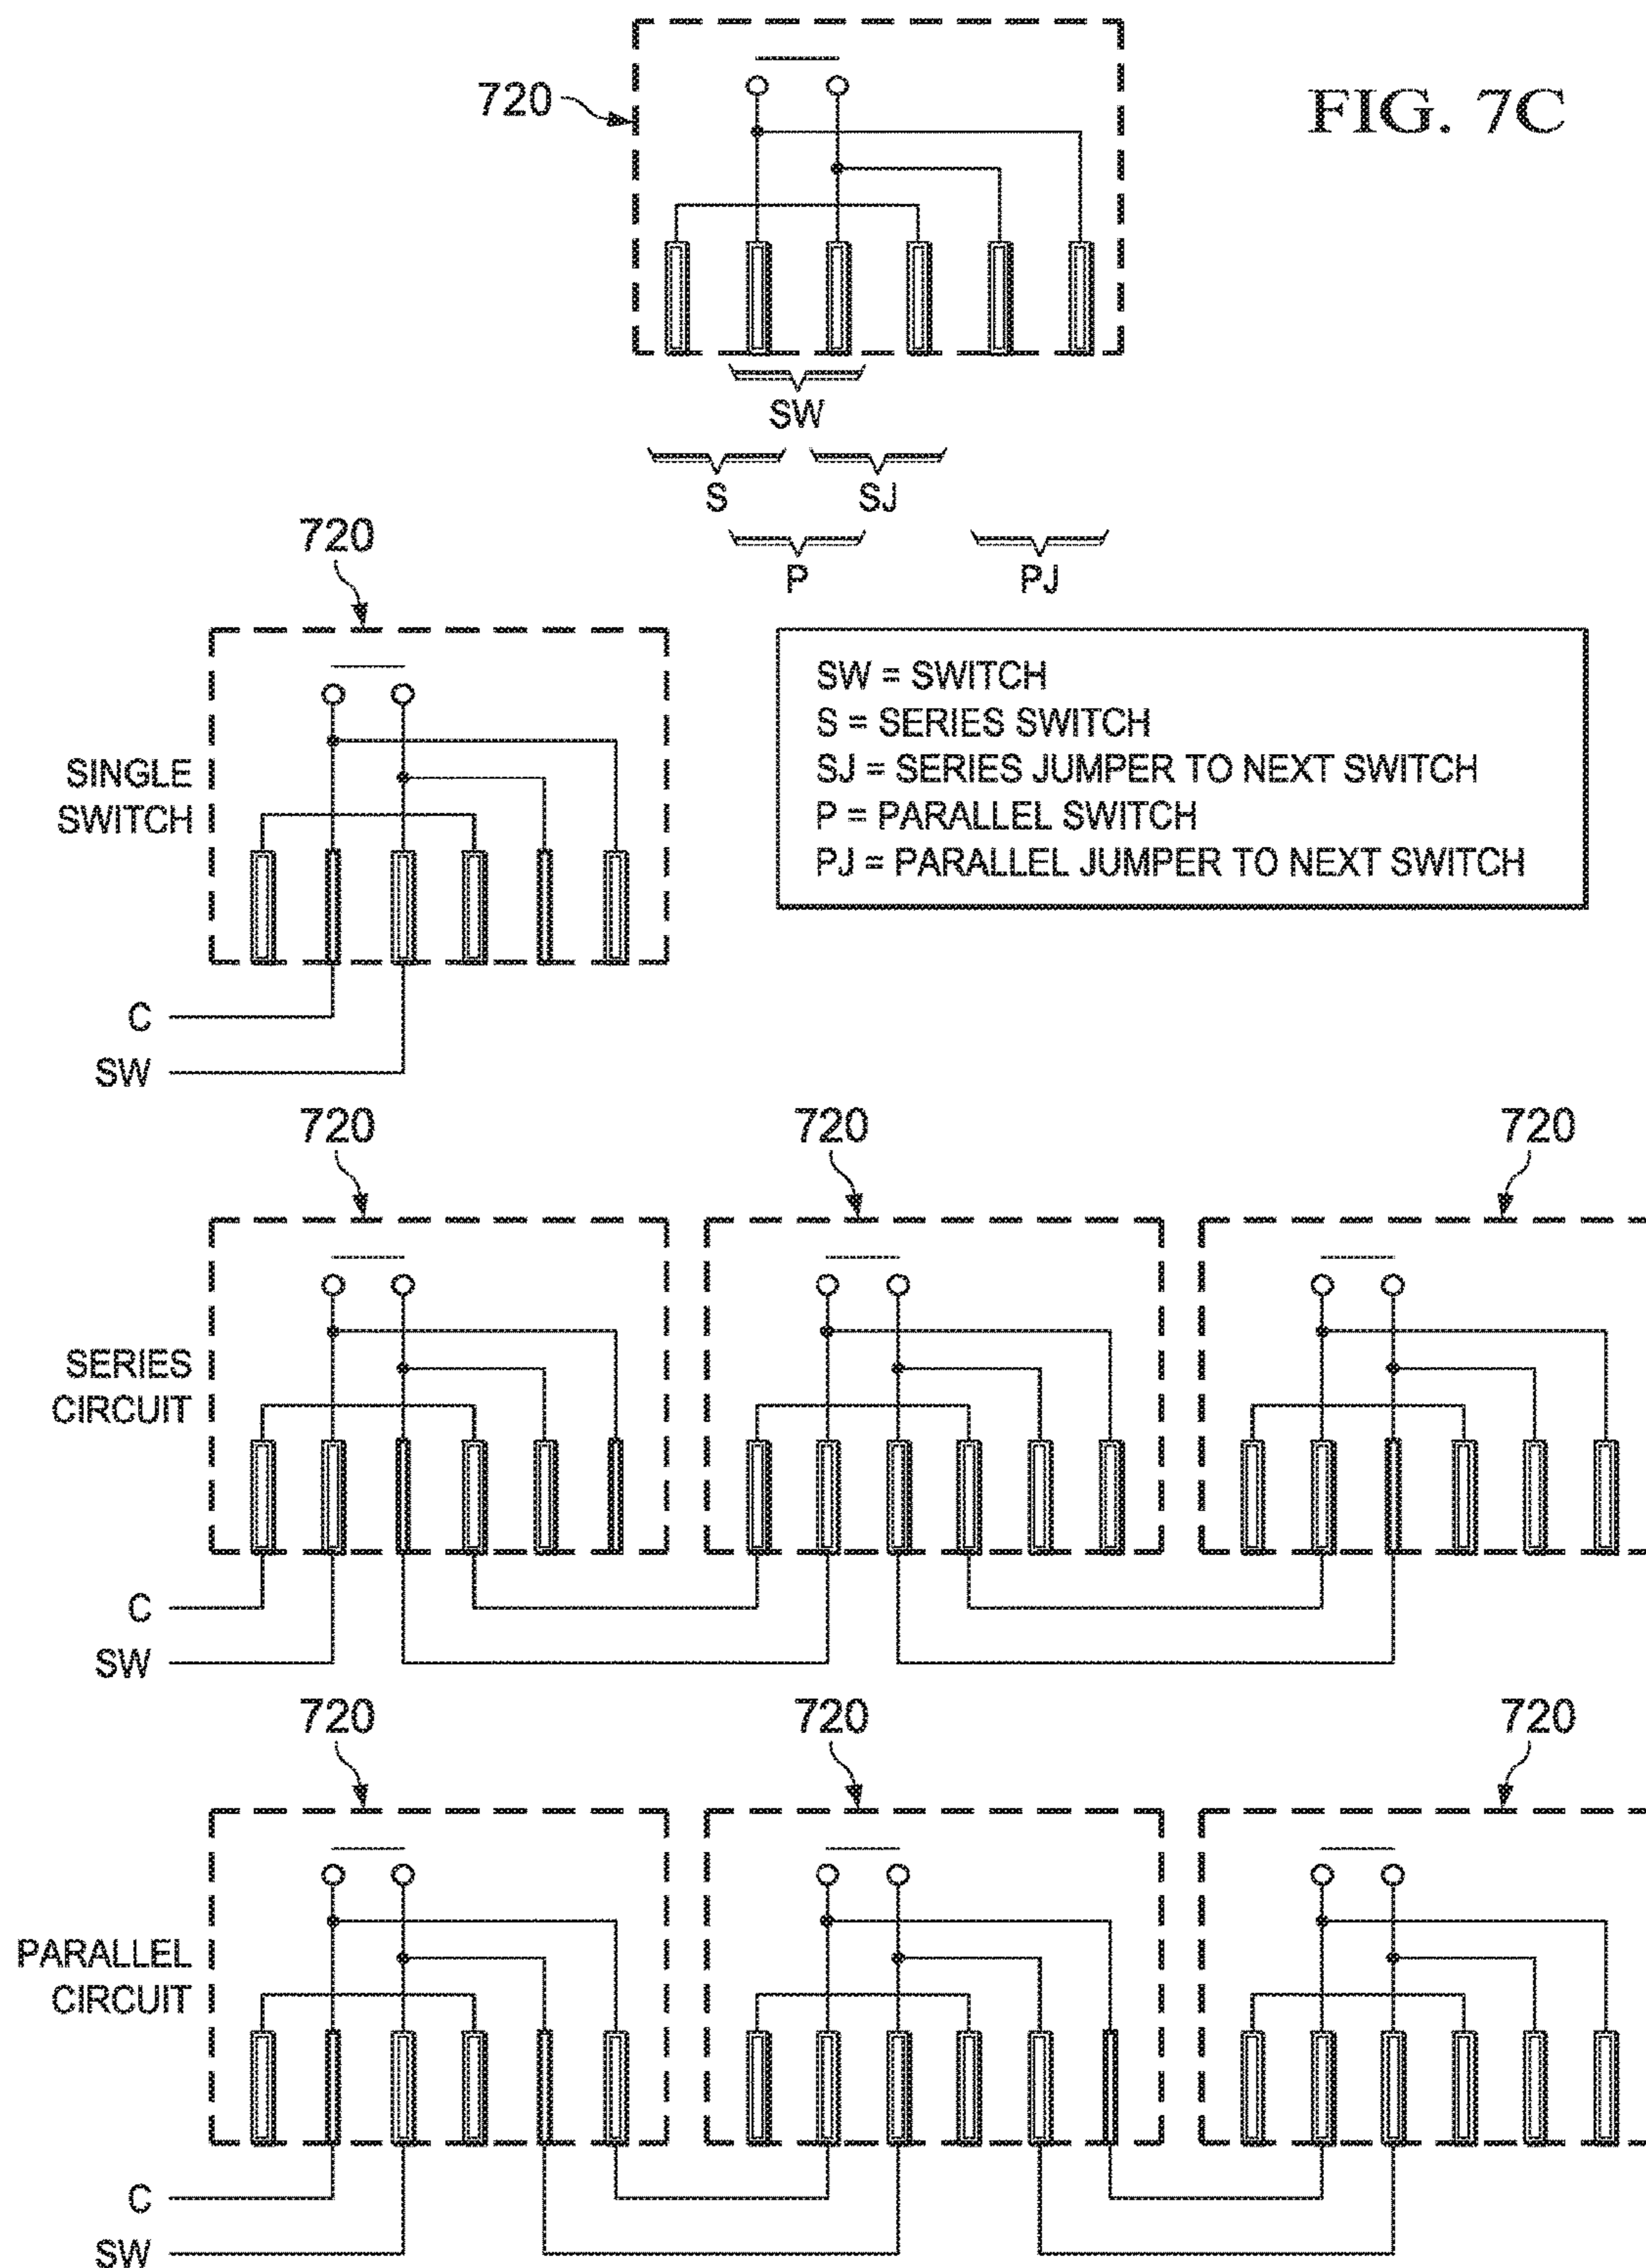 720
FIG. 7C
SW
S
SJ
P
PJ
720
SINGLE
SWITCH
SW = SWITCH
S = SERIES SWITCH
SJ = SERIES JUMPER TO NEXT SWITCH
P = PARALLEL SWITCH
PJ = PARALLEL JUMPER TO NEXT SWITCH
C
SW
720
720
720
SERIES
CIRCUIT
C
SW
720
720
720
PARALLEL
CIRCUIT
C
SW